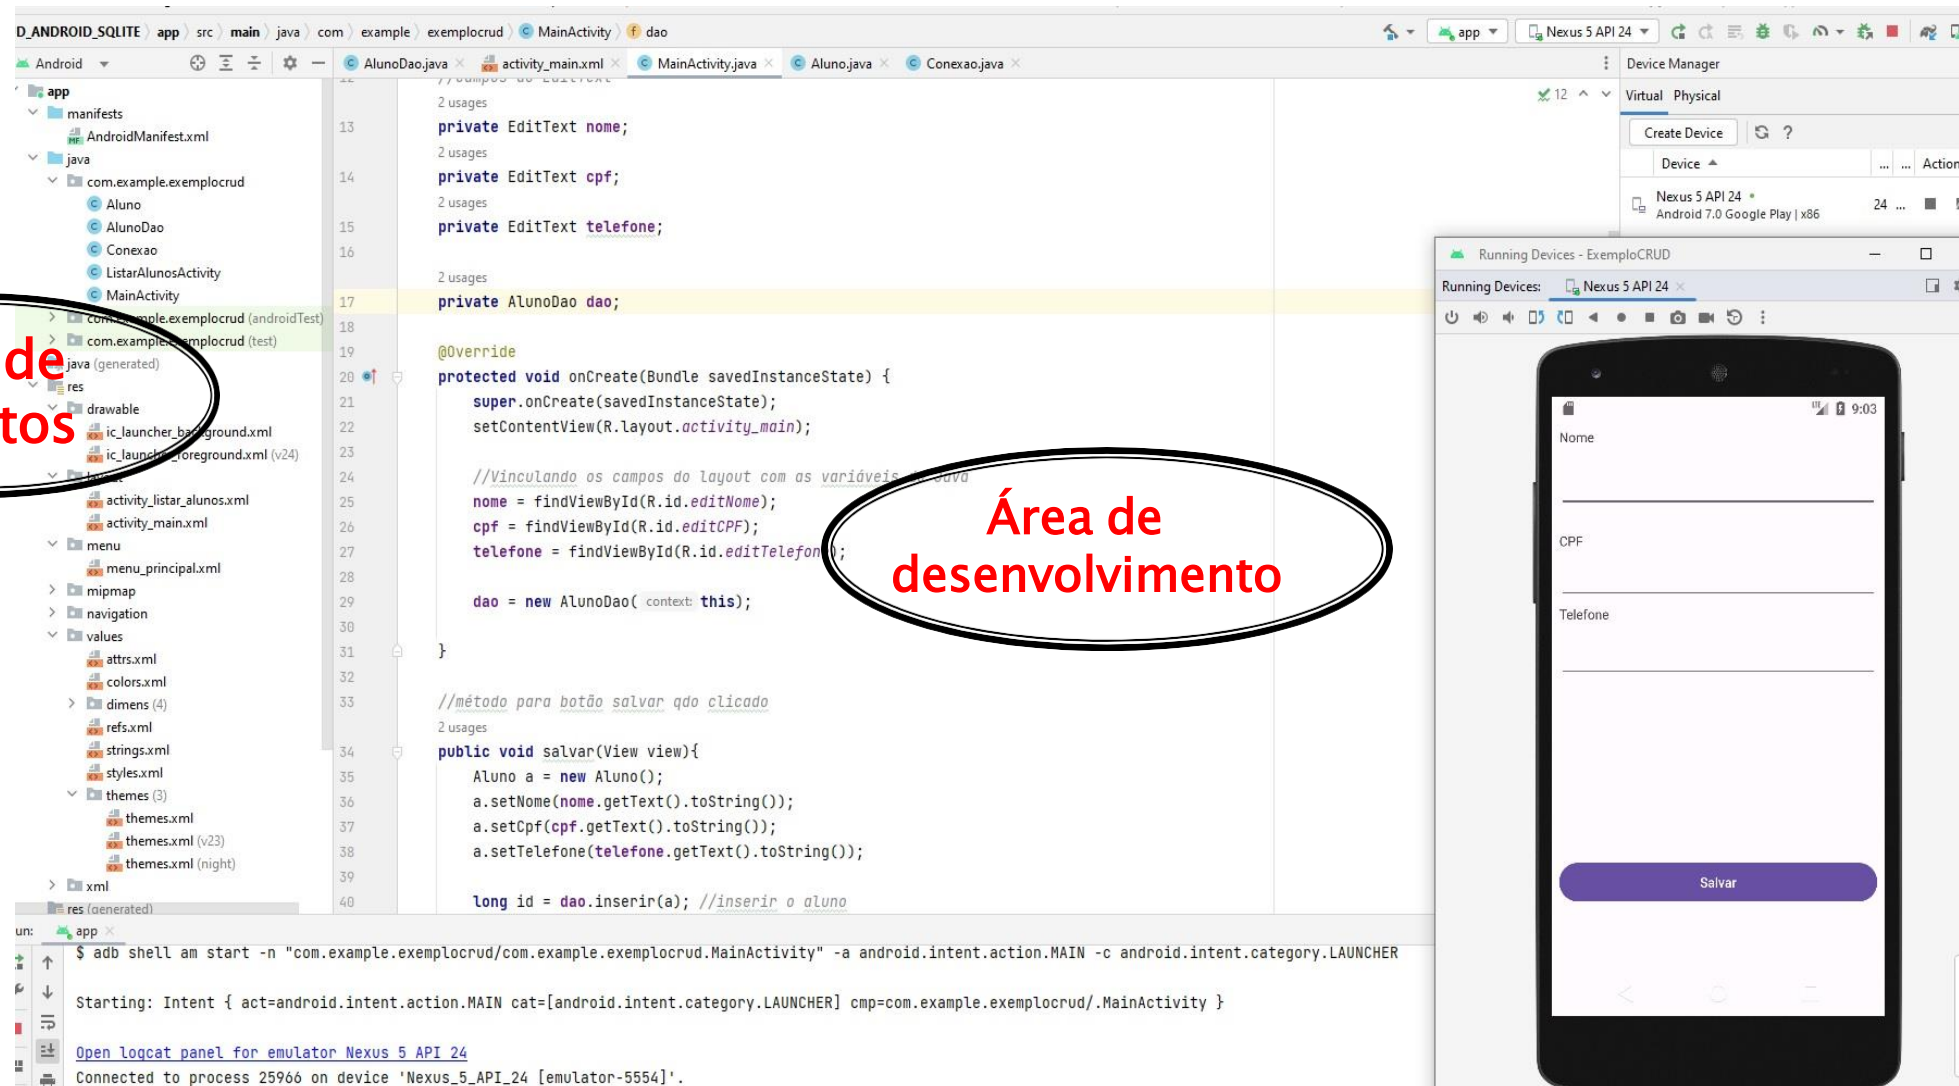 D_ANDROID_SQLITE app src main java com example exemplocrud MainActivity dao
app Nexus 5 API 24
Android
AlunoDao.java activity_main.xml MainActivity.java Aluno.java Conexao.java
Device Manager
app
manifests
AndroidManifest.xml
java
com.example.exemplocrud
Aluno
AlunoDao
Conexao
ListarAlunosActivity
MainActivity
com.example.exemplocrud (androidTest)
com.example.exemplocrud (test)
java (generated)
res
drawable
ic_launcher_background.xml
ic_launcher_foreground.xml (v24)
layout
activity_listar_alunos.xml
activity_main.xml
menu
menu_principal.xml
mipmap
navigation
values
attrs.xml
colors.xml
dimens (4)
refs.xml
strings.xml
styles.xml
themes (3)
themes.xml
themes.xml (v23)
themes.xml (night)
xml
res (generated)
de
tos
12 //Campos do EditText
2 usages
13 private EditText nome;
2 usages
14 private EditText cpf;
2 usages
15 private EditText telefone;
16
2 usages
17 private AlunoDao dao;
18
19 @Override
20 protected void onCreate(Bundle savedInstanceState) {
21 super.onCreate(savedInstanceState);
22 setContentView(R.layout.activity_main);
23
24 //Vinculando os campos do layout com as variáveis do Java
25 nome = findViewById(R.id.editNome);
26 cpf = findViewById(R.id.editCPF);
27 telefone = findViewById(R.id.editTelefone);
28
29 dao = new AlunoDao( context: this);
30
31 }
32
33 //método para botão salvar qdo clicado
2 usages
34 public void salvar(View view){
35 Aluno a = new Aluno();
36 a.setNome(nome.getText().toString());
37 a.setCpf(cpf.getText().toString());
38 a.setTelefone(telefone.getText().toString());
39
40 long id = dao.inserir(a); //inserir o aluno
12
Área de
desenvolvimento
Virtual Physical
Create Device ?
Device ... ... Action
Nexus 5 API 24
Android 7.0 Google Play | x86
24 ...
Running Devices - ExemploCRUD
Running Devices: Nexus 5 API 24
LTE 9:03
Nome
CPF
Telefone
Salvar
un: app
$ adb shell am start -n "com.example.exemplocrud/com.example.exemplocrud.MainActivity" -a android.intent.action.MAIN -c android.intent.category.LAUNCHER
Starting: Intent { act=android.intent.action.MAIN cat=[android.intent.category.LAUNCHER] cmp=com.example.exemplocrud/.MainActivity }
Open logcat panel for emulator Nexus 5 API 24
Connected to process 25966 on device 'Nexus_5_API_24 [emulator-5554]'.